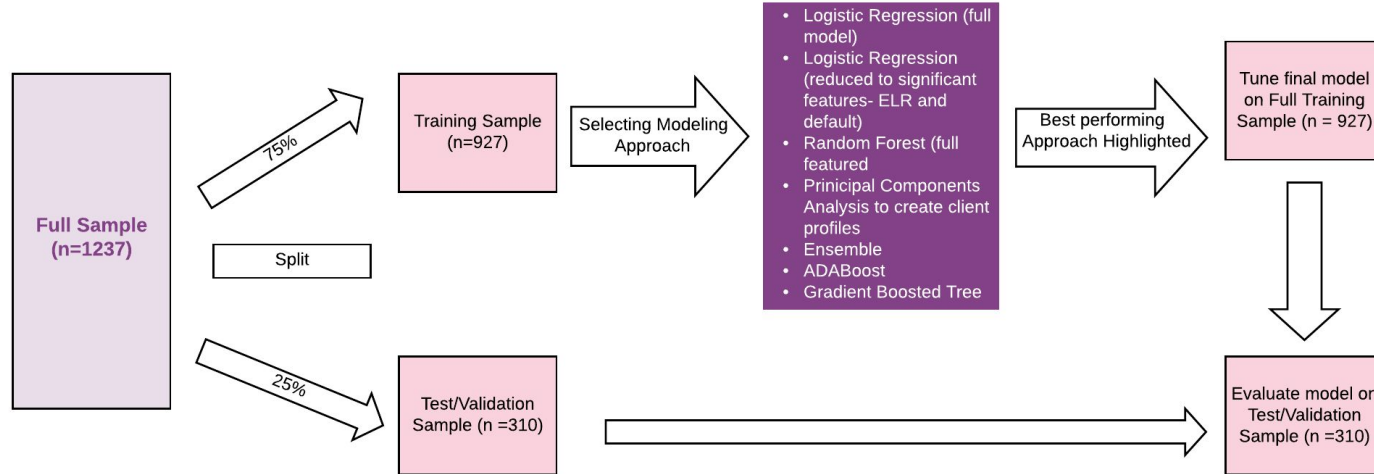 Full Sample
(n=1237)
75%
Split
25%
Training Sample
(n=927)
Test/Validation
Sample (n =310)
Selecting Modeling
Approach
• Logistic Regression (full
model)
• Logistic Regression
(reduced to significant
features- ELR and
default)
• Random Forest (full
featured
• Prinicipal Components
Analysis to create client
profiles
• Ensemble
• ADABoost
• Gradient Boosted Tree
Best performing
Approach Highlighted
Tune final model
on Full Training
Sample (n = 927)
Evaluate model on
Test/Validation
Sample (n =310)